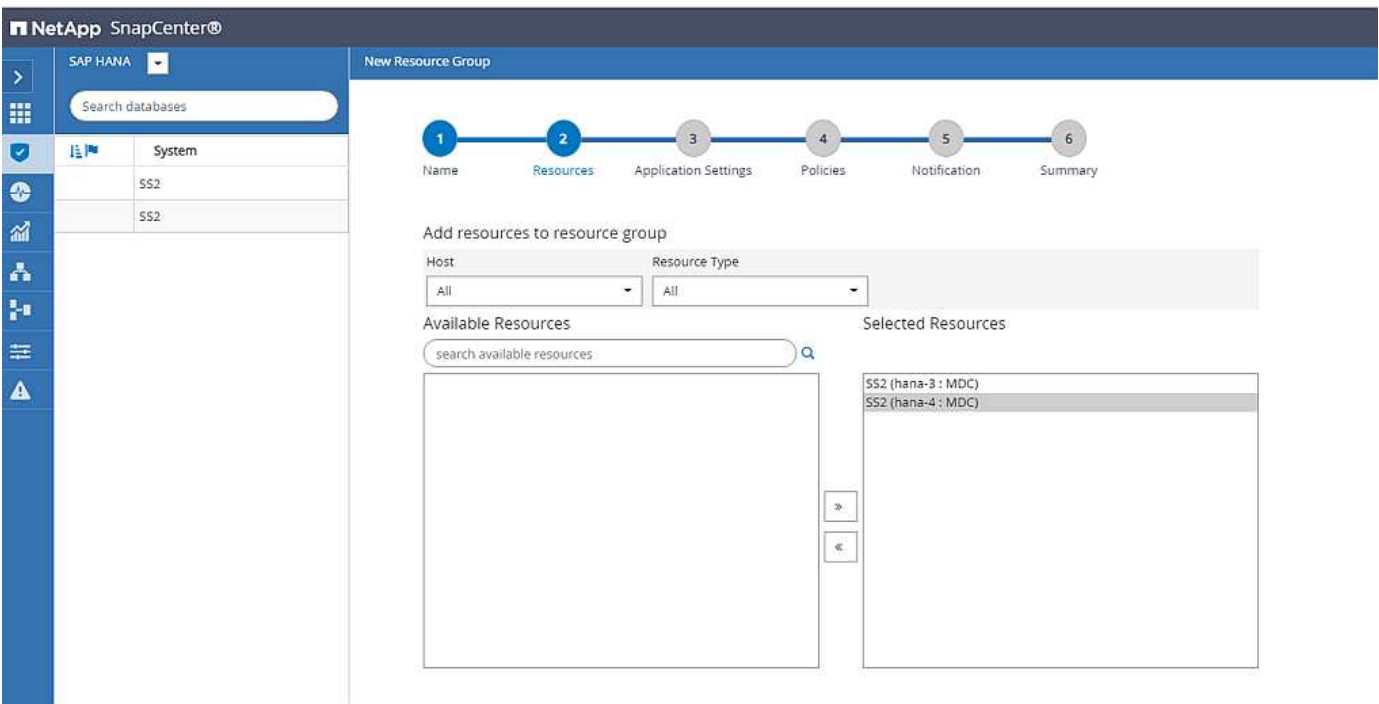 NetApp SnapCenter®
SAP HANA
Search databases
System
SS2
SS2
New Resource Group
1 2 3 4 5 6
Name Resources Application Settings Policies Notification Summary
Add resources to resource group
Host Resource Type
All All
Available Resources Selected Resources
search available resources
SS2 (hana-3 : MDC)
SS2 (hana-4 : MDC)
»
«